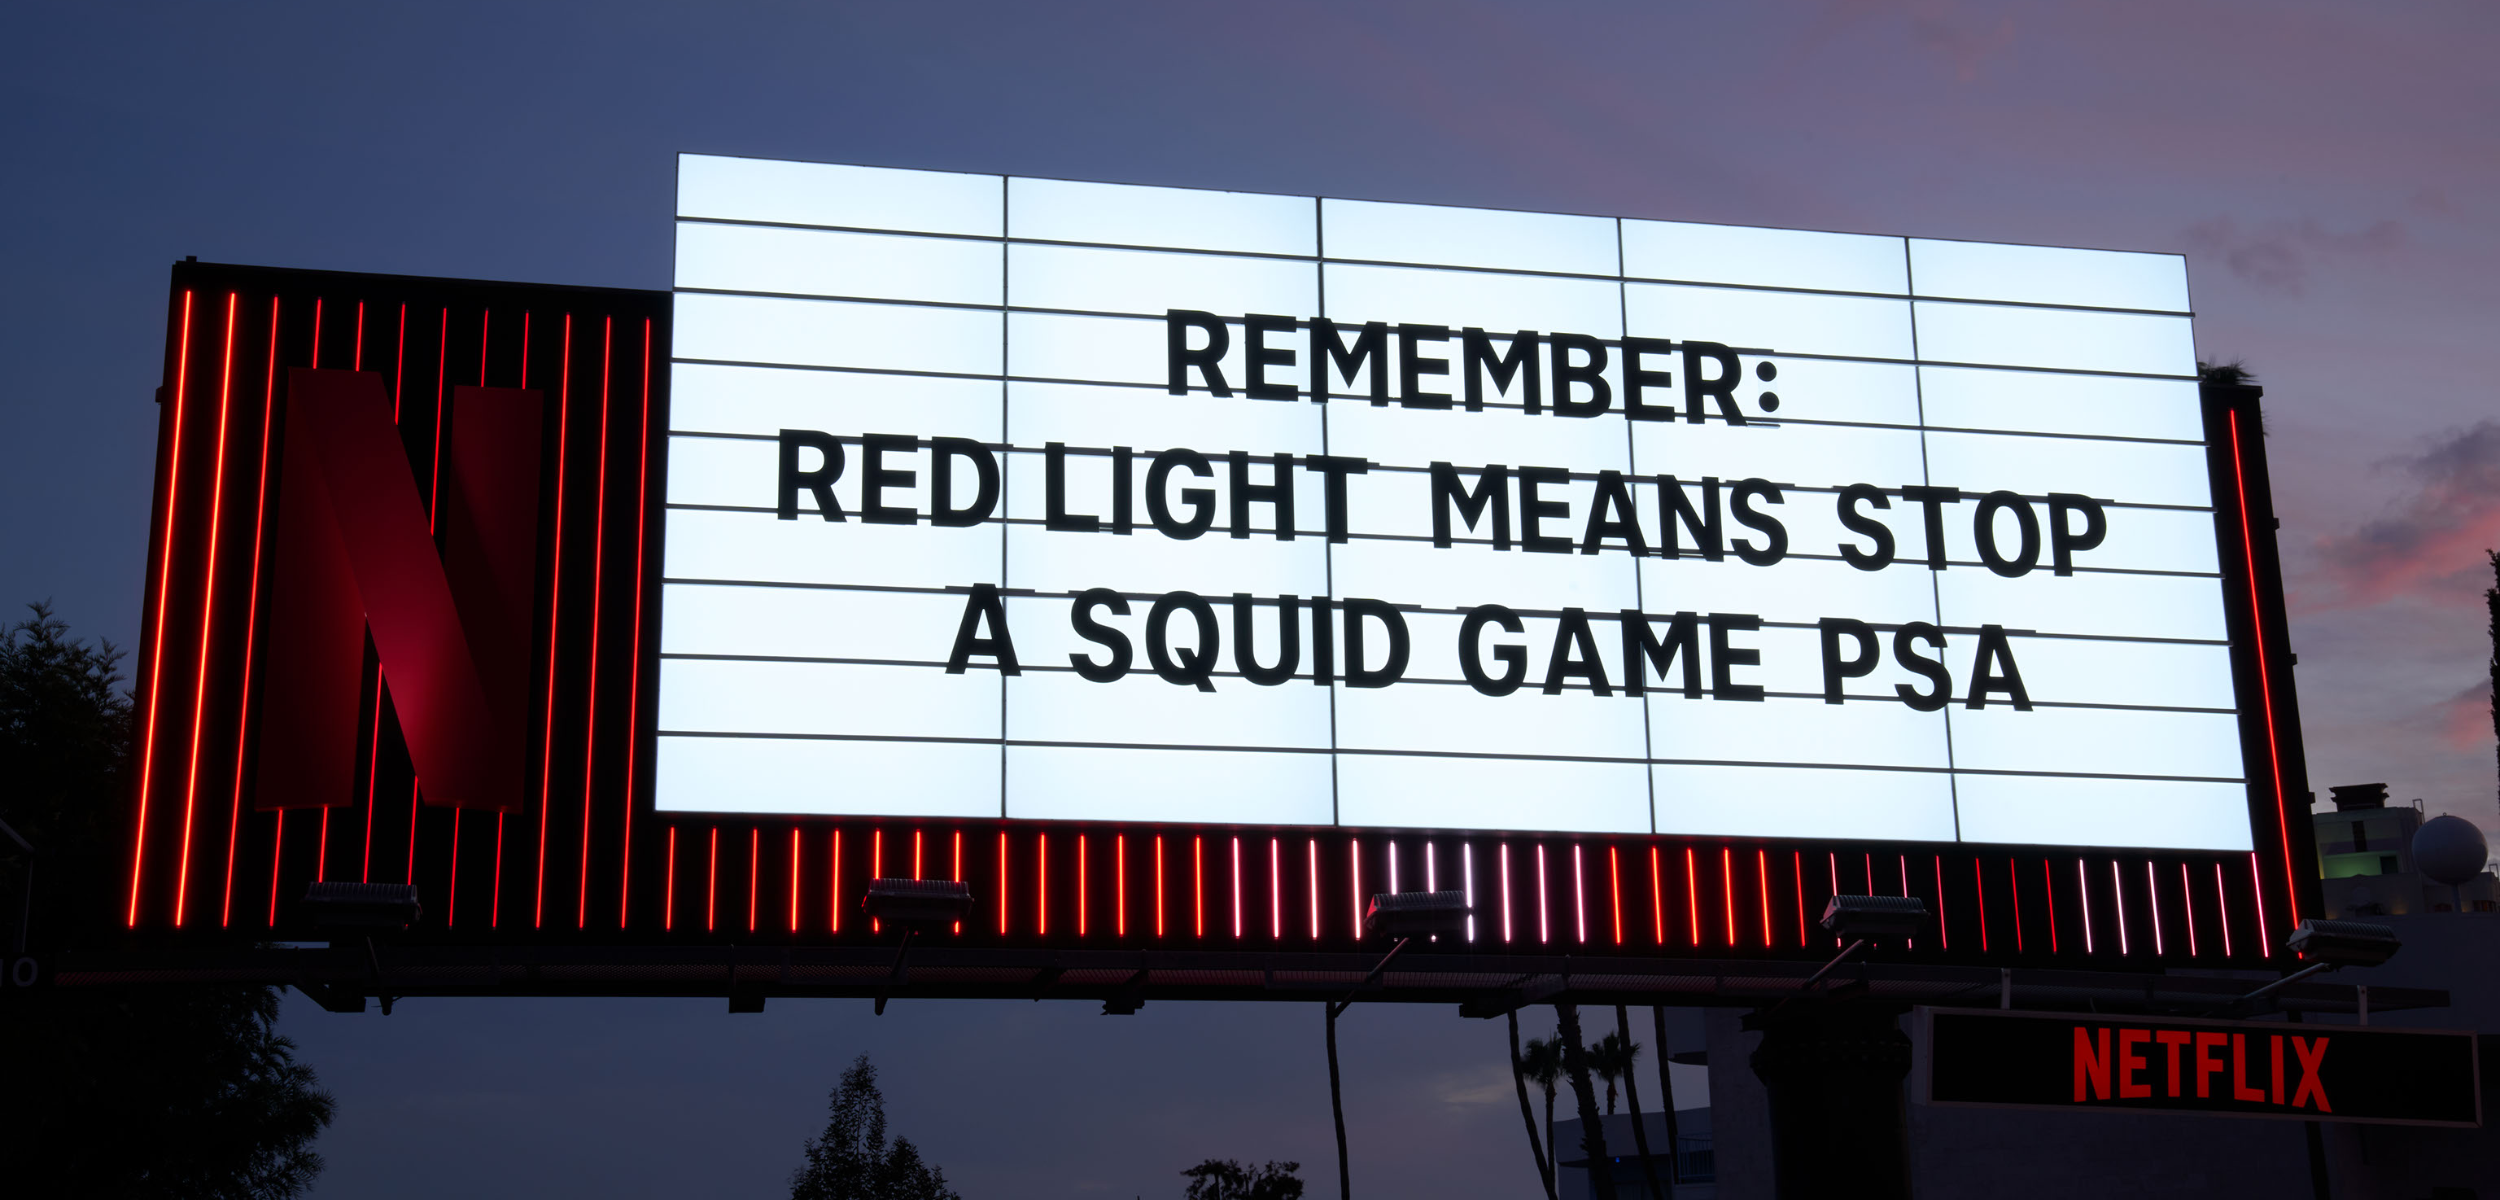 REMEMBER:
RED LIGHT MEANS STOP
A SQUID GAME PSA
N
NETFLIX